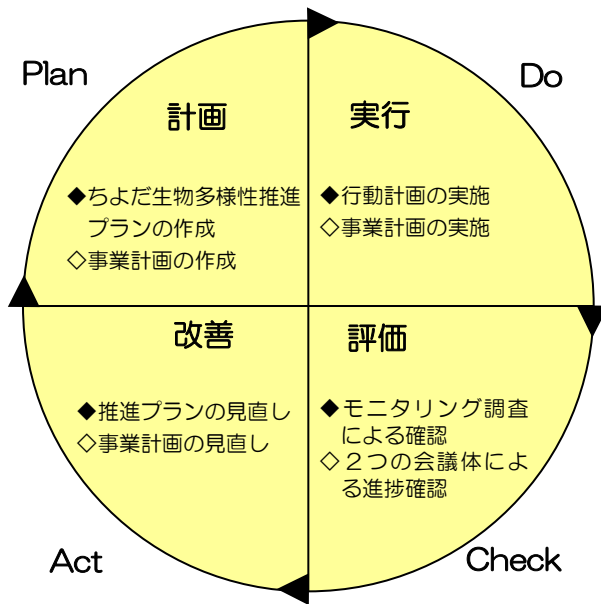 Plan
計画
◆ちよだ生物多様性推進
プランの作成
◇事業計画の作成
Do
実行
◆行動計画の実施
◇事業計画の実施
Check
評価
◆モニタリング調査
による確認
◇２つの会議体によ
る進捗確認
Act
改善
◆推進プランの見直し
◇事業計画の見直し